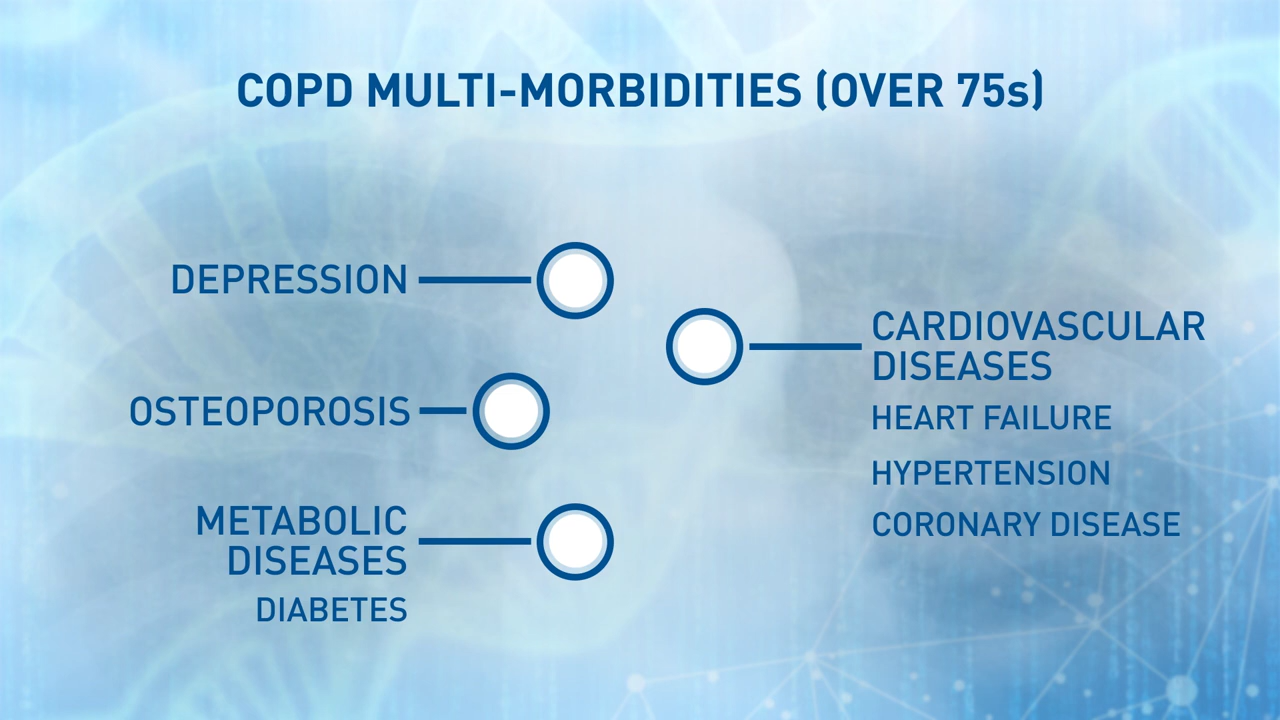 COPD MULTI-MORBIDITIES (OVER 75s)
DEPRESSION
OSTEOPOROSIS
METABOLIC
DISEASES
DIABETES
CARDIOVASCULAR
DISEASES
HEART FAILURE
HYPERTENSION
CORONARY DISEASE